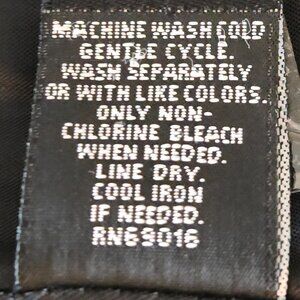 MACHINE WASH COLD
GENTLE CYCLE.
WASH SEPARATELY
OR WITH LIKE COLORS.
ONLY NON-
CHLORINE BLEACH
WHEN NEEDED.
LINE DRY.
COOL IRON
IF NEEDED.
RN69016